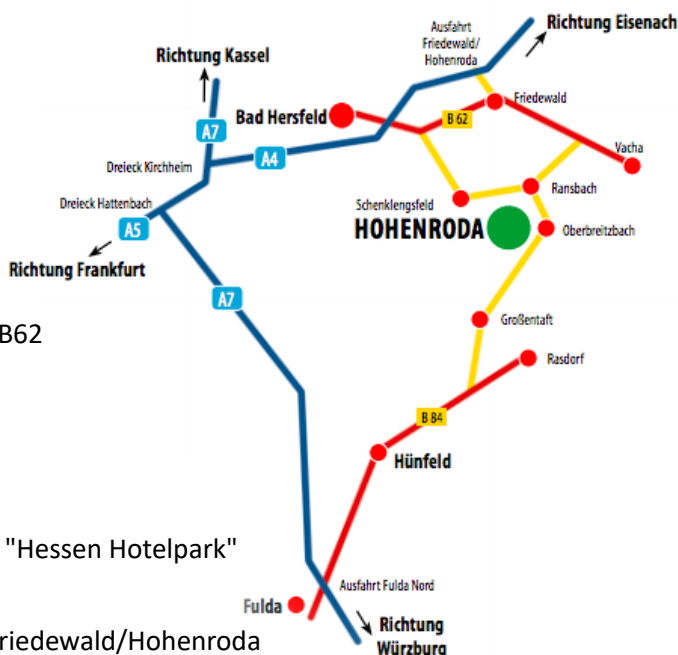 Ausfahrt
Friedewald/
Hohenroda
Richtung Eisenach
Richtung Kassel
Bad Hersfeld
B 62
Friedewald
A7
A4
Vacha
Dreieck Kirchheim
Ransbach
Schenklengsfeld
Dreieck Hattenbach
HOHENRODA
Oberbreitzbach
A5
Richtung Frankfurt
A7
Großentaft
B62
Rasdorf
B 84
Hünfeld
"Hessen Hotelpark"
Ausfahrt Fulda Nord
Fulda
Richtung
Würzburg
riedewald/Hohenroda